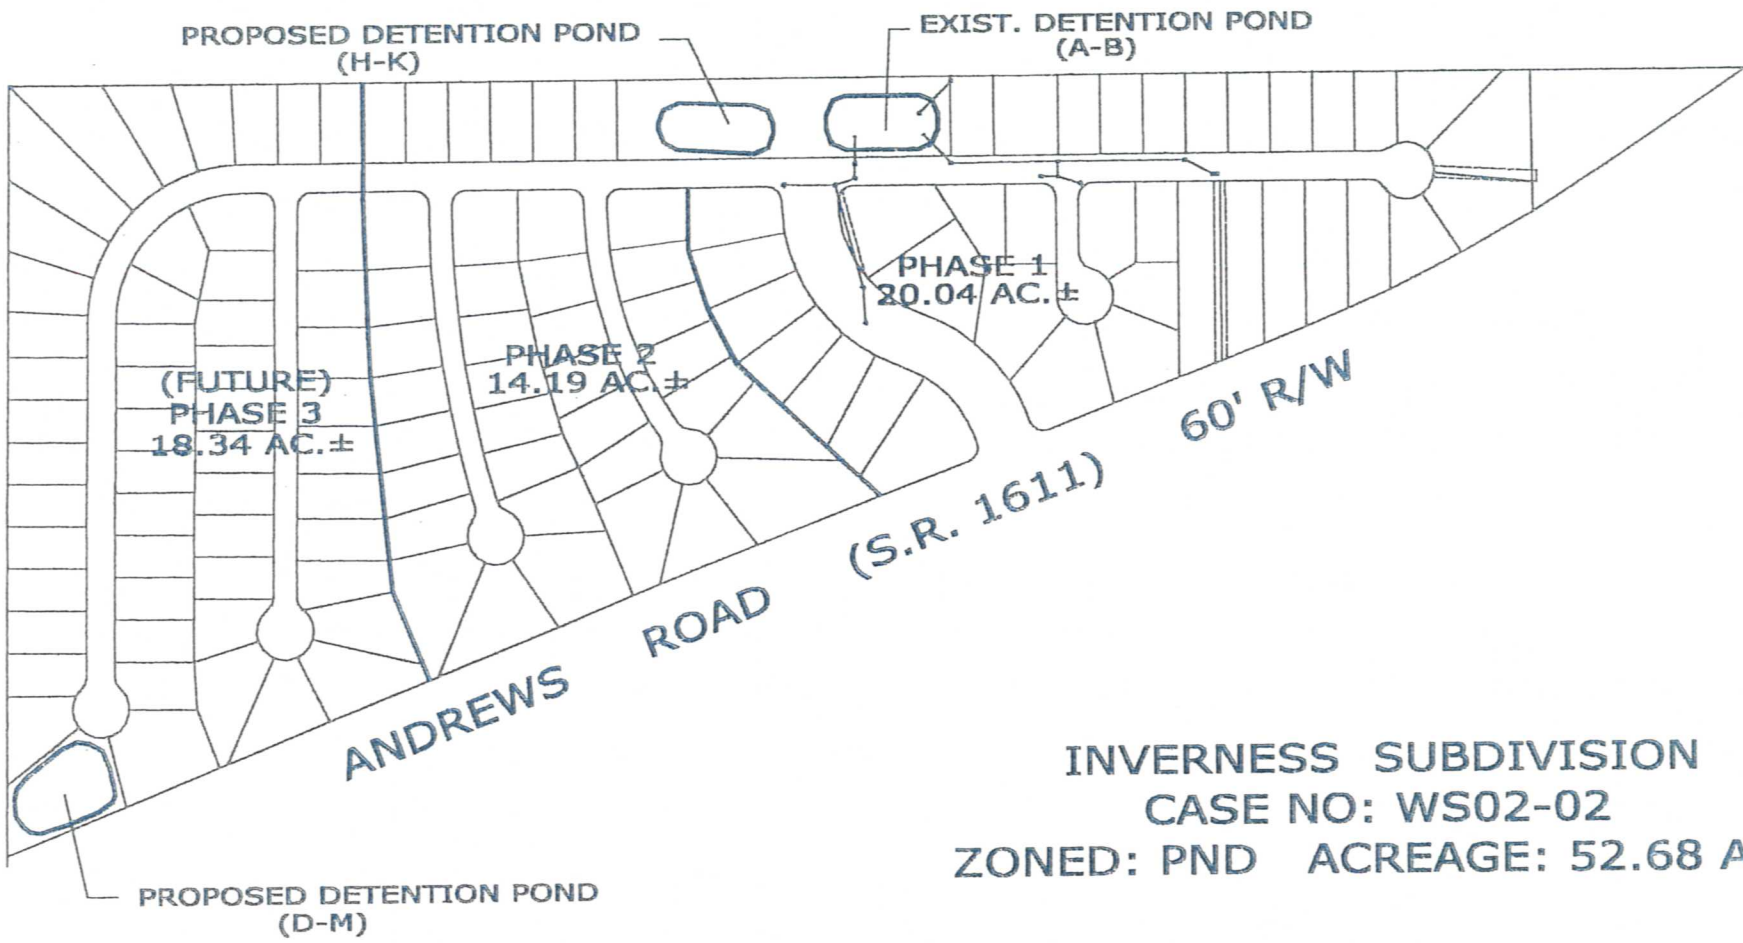 PROPOSED DETENTION POND
(H-K)
EXIST. DETENTION POND
(A-B)
PHASE 1
20.04 AC.±
PHASE 2
14.19 AC.±
(FUTURE)
PHASE 3
18.34 AC.±
ANDREWS ROAD (S.R. 1611) 60' R/W
INVERNESS SUBDIVISION
CASE NO: WS02-02
ZONED: PND ACREAGE: 52.68 A
PROPOSED DETENTION POND
(D-M)